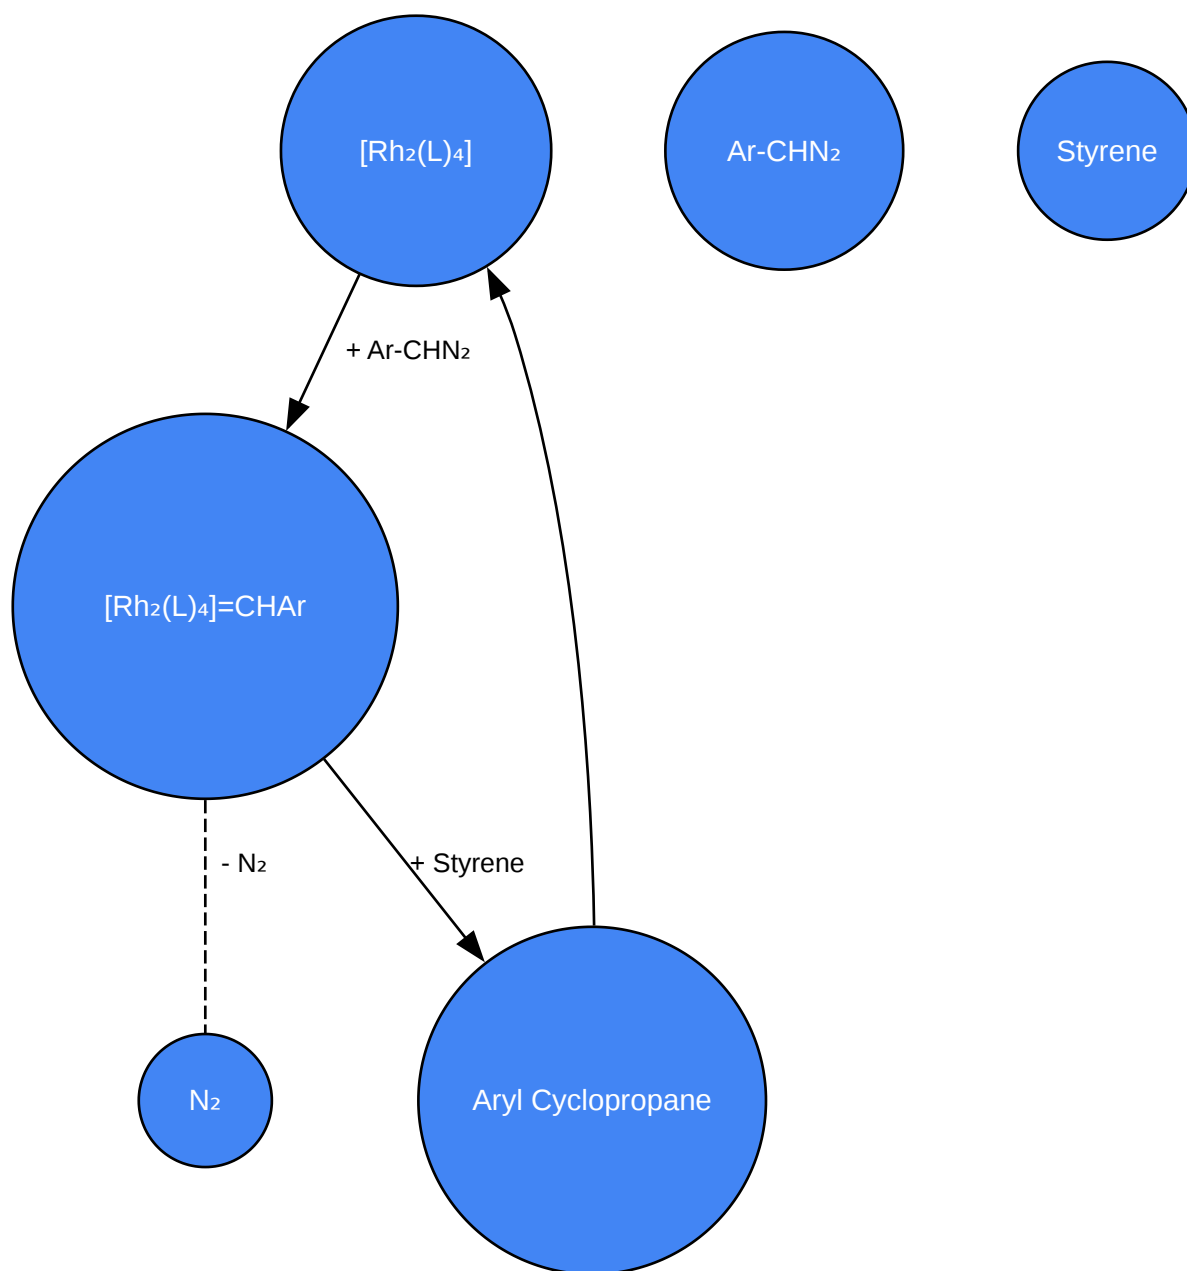 [Rh₂(L)₄]
Ar-CHN₂
Styrene
+ Ar-CHN₂
[Rh₂(L)₄]=CHAr
- N₂
+ Styrene
N₂
Aryl Cyclopropane